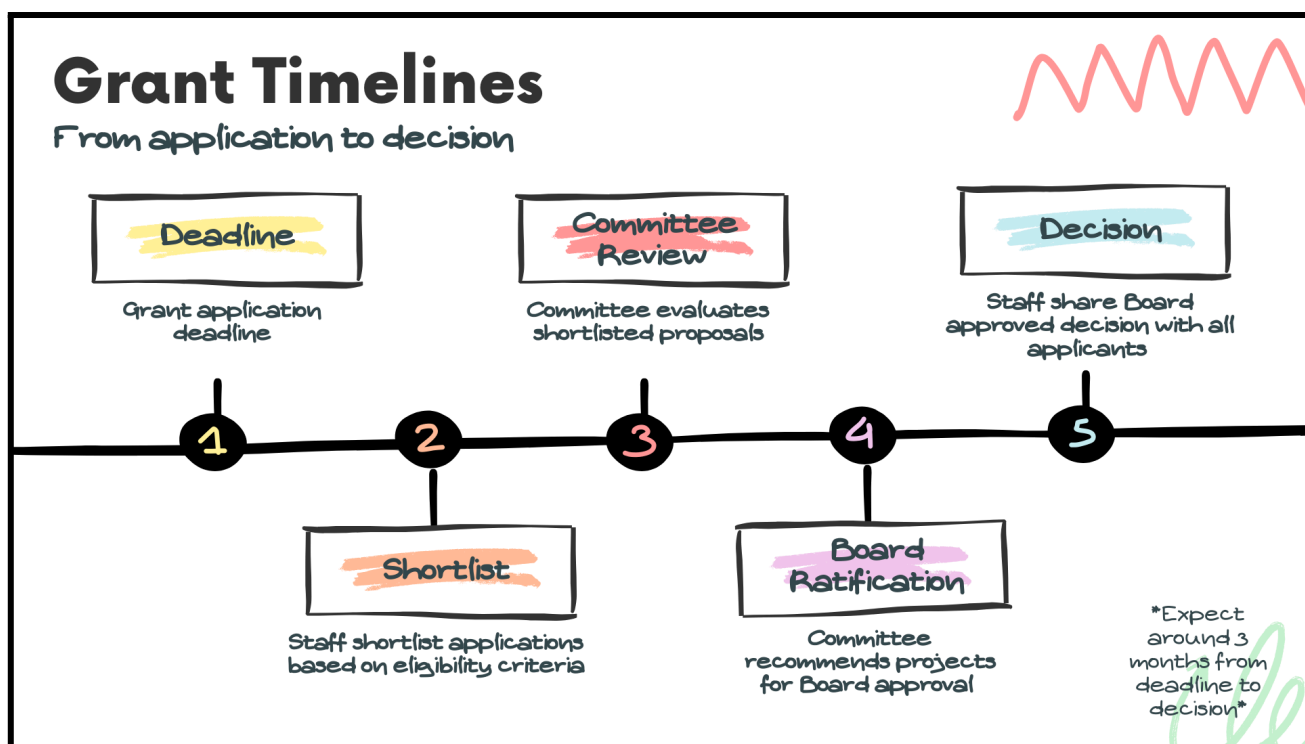 Grant Timelines
From application to decision
Deadline
Grant application
deadline
Committee
Review
Committee evaluates
shortlisted proposals
Decision
Staff share Board
approved decision with all
applicants
1
2
3
4
5
Shortlist
Staff shortlist applications
based on eligibility criteria
Board
Ratification
Committee
recommends projects
for Board approval
*Expect
around 3
months from
deadline to
decision*